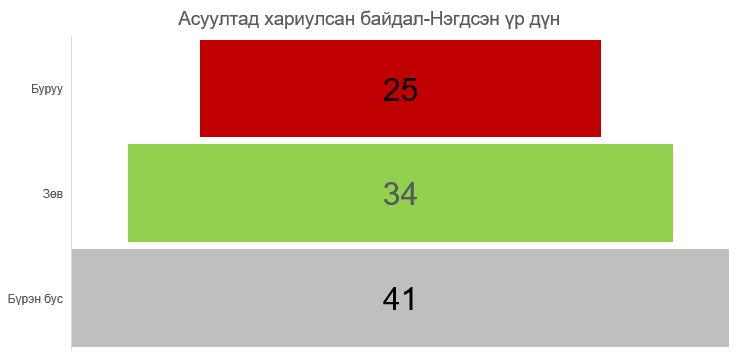 Асуултад хариулсан байдал-Нэгдсэн үр дүн
Буруу
25
Зөв
34
Бүрэн бус
41